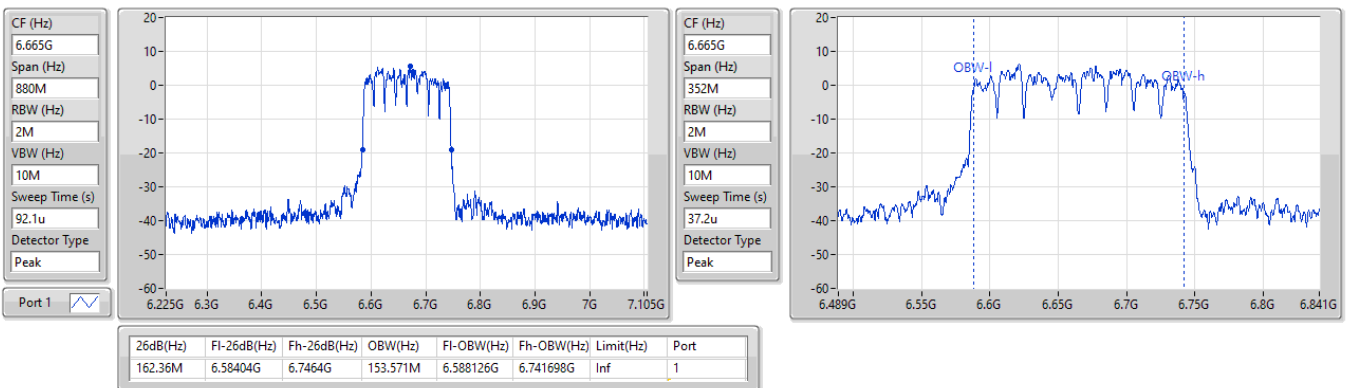 CF (Hz)
6.665G
Span (Hz)
880M
RBW (Hz)
2M
VBW (Hz)
10M
Sweep Time (s)
92.1u
Detector Type
Peak
Port 1
20
10
0
-10
-20
-30
-40
-50
-60
6.225G 6.3G 6.4G 6.5G 6.6G 6.7G 6.8G 6.9G 7G 7.105G
CF (Hz)
6.665G
Span (Hz)
352M
RBW (Hz)
2M
VBW (Hz)
10M
Sweep Time (s)
37.2u
Detector Type
Peak
20
10
0
-10
-20
-30
-40
-50
-60
OBW-l
OBW-h
6.489G 6.55G 6.6G 6.65G 6.7G 6.75G 6.8G 6.841G
26dB(Hz) Fl-26dB(Hz) Fh-26dB(Hz) OBW(Hz) Fl-OBW(Hz) Fh-OBW(Hz) Limit(Hz) Port
162.36M 6.58404G 6.7464G 153.571M 6.588126G 6.741698G Inf 1